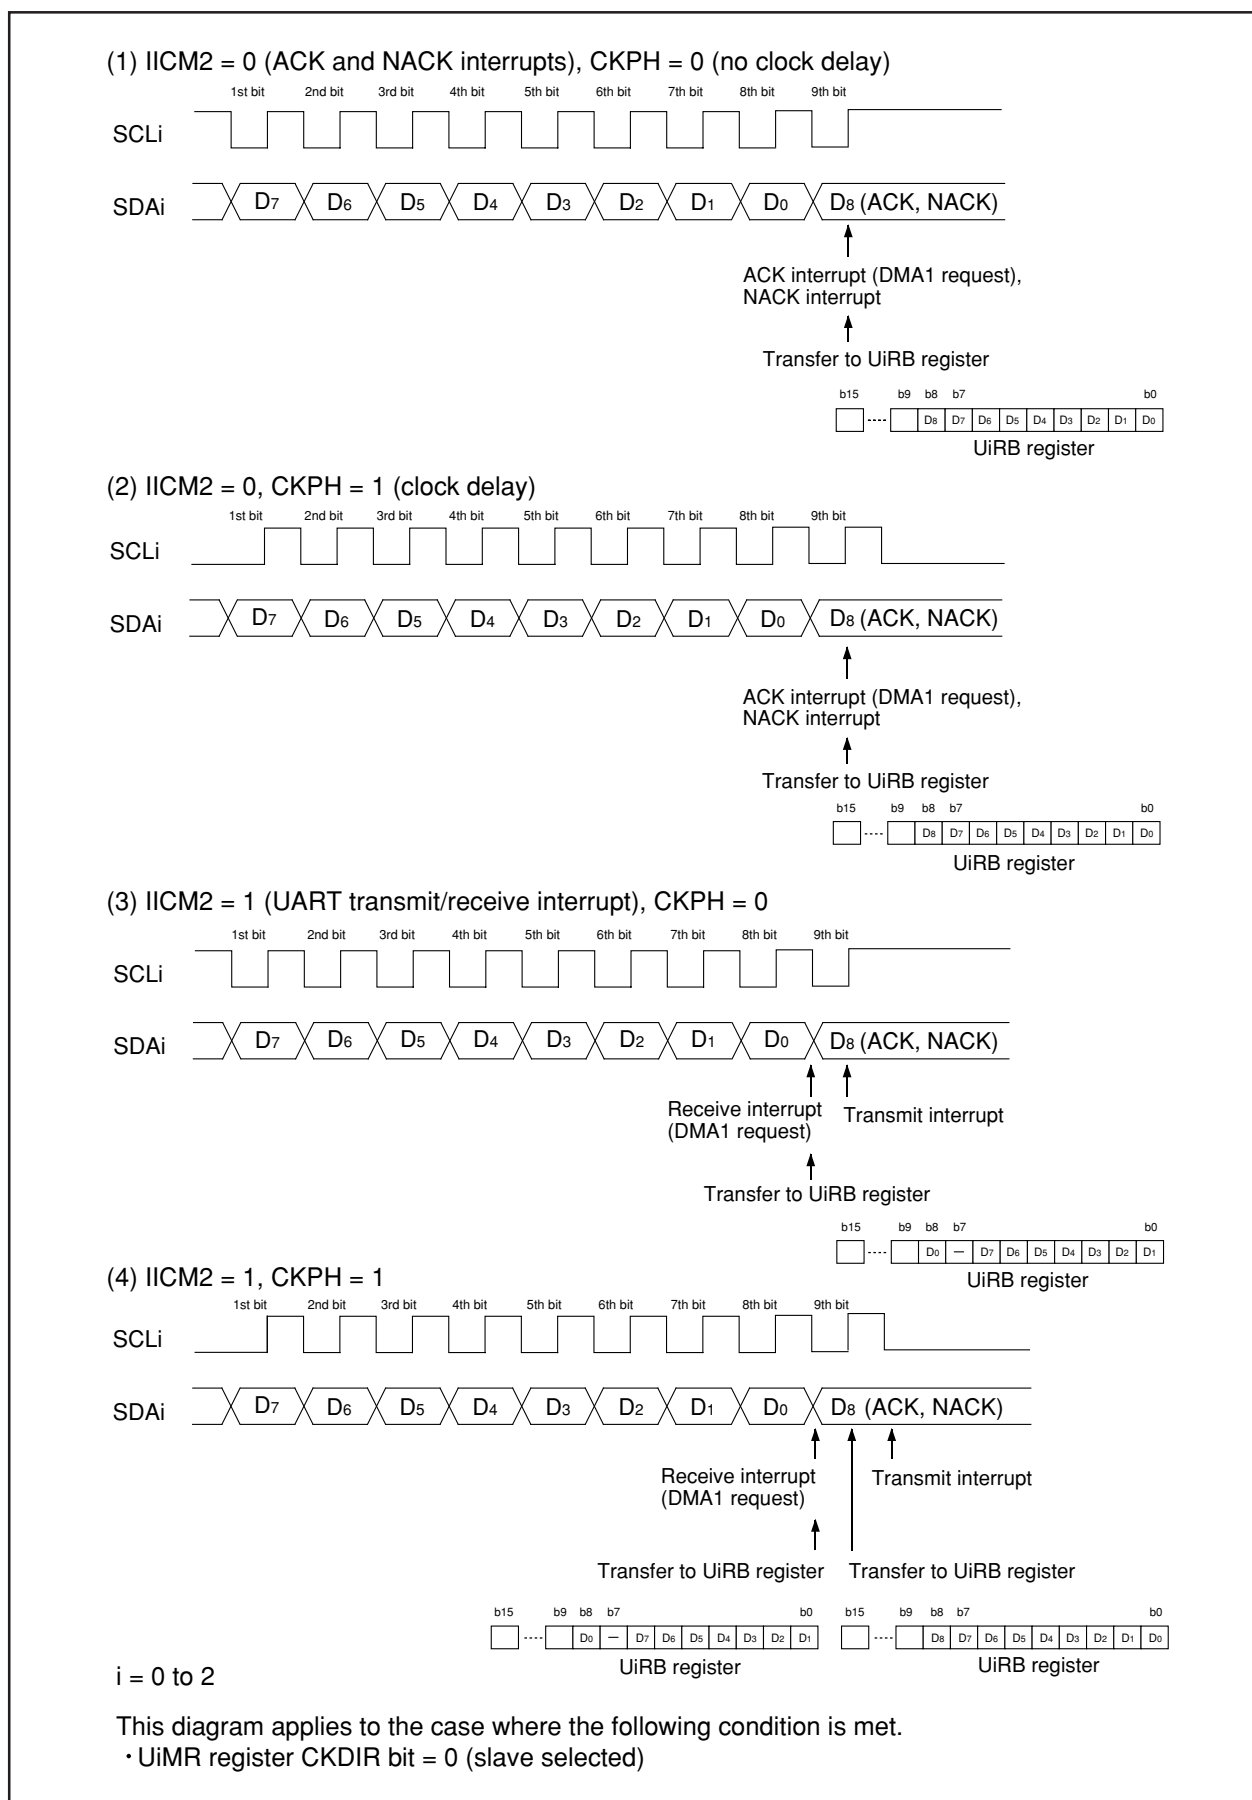 (1) IICM2 = 0 (ACK and NACK interrupts), CKPH = 0 (no clock delay)
1st bit 2nd bit 3rd bit 4th bit 5th bit 6th bit 7th bit 8th bit 9th bit
SCLi
SDAi D7 D6 D5 D4 D3 D2 D1 D0 D8 (ACK, NACK)
ACK interrupt (DMA1 request),
NACK interrupt
Transfer to UiRB register
b15 b9 b8 b7 b0
D8 D7 D6 D5 D4 D3 D2 D1 D0
UiRB register
(2) IICM2 = 0, CKPH = 1 (clock delay)
1st bit 2nd bit 3rd bit 4th bit 5th bit 6th bit 7th bit 8th bit 9th bit
SCLi
SDAi D7 D6 D5 D4 D3 D2 D1 D0 D8 (ACK, NACK)
ACK interrupt (DMA1 request),
NACK interrupt
Transfer to UiRB register
b15 b9 b8 b7 b0
D8 D7 D6 D5 D4 D3 D2 D1 D0
UiRB register
(3) IICM2 = 1 (UART transmit/receive interrupt), CKPH = 0
1st bit 2nd bit 3rd bit 4th bit 5th bit 6th bit 7th bit 8th bit 9th bit
SCLi
SDAi D7 D6 D5 D4 D3 D2 D1 D0 D8 (ACK, NACK)
Receive interrupt Transmit interrupt
(DMA1 request)
Transfer to UiRB register
b15 b9 b8 b7 b0
D0 — D7 D6 D5 D4 D3 D2 D1
UiRB register
(4) IICM2 = 1, CKPH = 1
1st bit 2nd bit 3rd bit 4th bit 5th bit 6th bit 7th bit 8th bit 9th bit
SCLi
SDAi D7 D6 D5 D4 D3 D2 D1 D0 D8 (ACK, NACK)
Receive interrupt Transmit interrupt
(DMA1 request)
Transfer to UiRB register Transfer to UiRB register
b15 b9 b8 b7 b0 b15 b9 b8 b7 b0
D0 — D7 D6 D5 D4 D3 D2 D1 D8 D7 D6 D5 D4 D3 D2 D1 D0
UiRB register UiRB register
i = 0 to 2
This diagram applies to the case where the following condition is met.
· UiMR register CKDIR bit = 0 (slave selected)